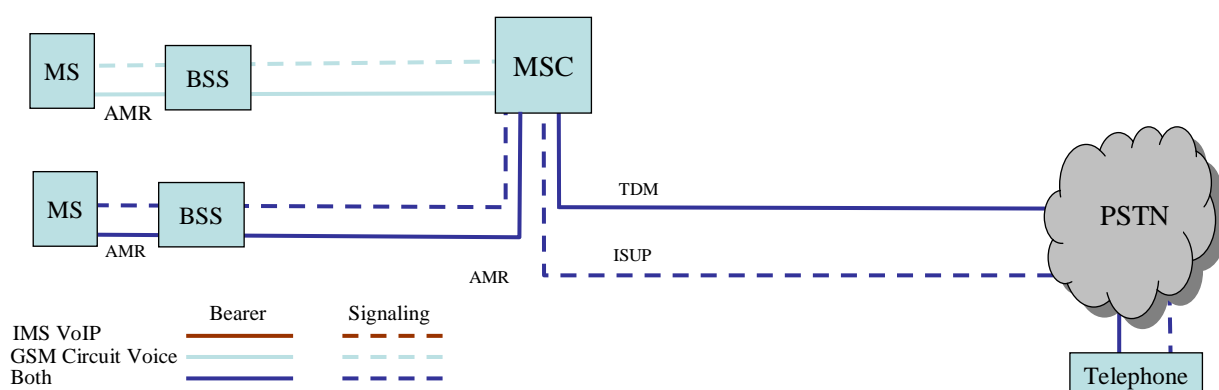 MS
BSS
MSC
AMR
MS
BSS
AMR
TDM
PSTN
ISUP
AMR
Bearer Signaling
IMS VoIP
GSM Circuit Voice
Both
Telephone